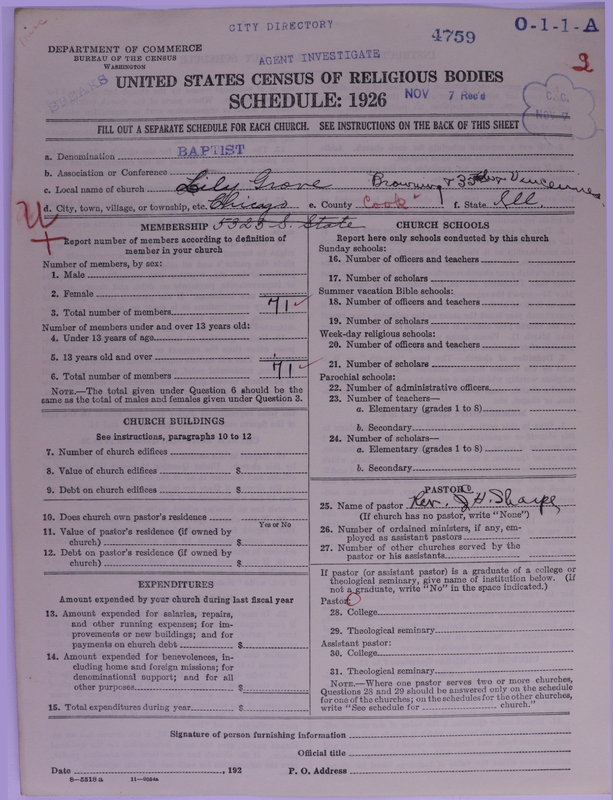 CITY DIRECTORY
4759
O-1-1-A
DEPARTMENT OF COMMERCE
BUREAU OF THE CENSUS
WASHINGTON
AGENT INVESTIGATE
2
UNITED STATES CENSUS OF RELIGIOUS BODIES
SCHEDULE: 1926
NOV 7 Rec'd
C.C.
NOV 7
FILL OUT A SEPARATE SCHEDULE FOR EACH CHURCH. SEE INSTRUCTIONS ON THE BACK OF THIS SHEET
a. Denomination BAPTIST
b. Association or Conference
c. Local name of church Lily Grove Browning Vincennes
d. City, town, village, or township, etc. Chicago e. County Cook f. State Ill.
5323 S. State
MEMBERSHIP
Report number of members according to definition of
member in your church
Number of members, by sex:
1. Male
2. Female
3. Total number of members 71
Number of members under and over 13 years old:
4. Under 13 years of age
5. 13 years old and over
6. Total number of members 71
NOTE.—The total given under Question 6 should be the
same as the total of males and females given under Question 3.
CHURCH BUILDINGS
See instructions, paragraphs 10 to 12
7. Number of church edifices
8. Value of church edifices $
9. Debt on church edifices $
10. Does church own pastor's residence
Yes or No
11. Value of pastor's residence (if owned by
church) $
12. Debt on pastor's residence (if owned by
church) $
EXPENDITURES
Amount expended by your church during last fiscal year
13. Amount expended for salaries, repairs,
and other running expenses; for im-
provements or new buildings; and for
payments on church debt $
14. Amount expended for benevolences, in-
cluding home and foreign missions; for
denominational support; and for all
other purposes $
15. Total expenditures during year $
CHURCH SCHOOLS
Report here only schools conducted by this church
Sunday schools:
16. Number of officers and teachers
17. Number of scholars
Summer vacation Bible schools:
18. Number of officers and teachers
19. Number of scholars
Week-day religious schools:
20. Number of officers and teachers
21. Number of scholars
Parochial schools:
22. Number of administrative officers
23. Number of teachers—
a. Elementary (grades 1 to 8)
b. Secondary
24. Number of scholars—
a. Elementary (grades 1 to 8)
b. Secondary
PASTOR
25. Name of pastor Rev. J H. Sharpe
(If church has no pastor, write "None")
26. Number of ordained ministers, if any, em-
ployed as assistant pastors
27. Number of other churches served by the
pastor or his assistants
If pastor (or assistant pastor) is a graduate of a college or
theological seminary, give name of institution below. (If
not a graduate, write "No" in the space indicated.)
Pastor:
28. College
29. Theological seminary
Assistant pastor:
30. College
31. Theological seminary
NOTE.—Where one pastor serves two or more churches,
Questions 28 and 29 should be answered only on the schedule
for one of the churches; on the schedules for the other churches,
write "See schedule for church."
Signature of person furnishing information
Official title
Date , 192 P. O. Address
S-5518 a 11-9054a